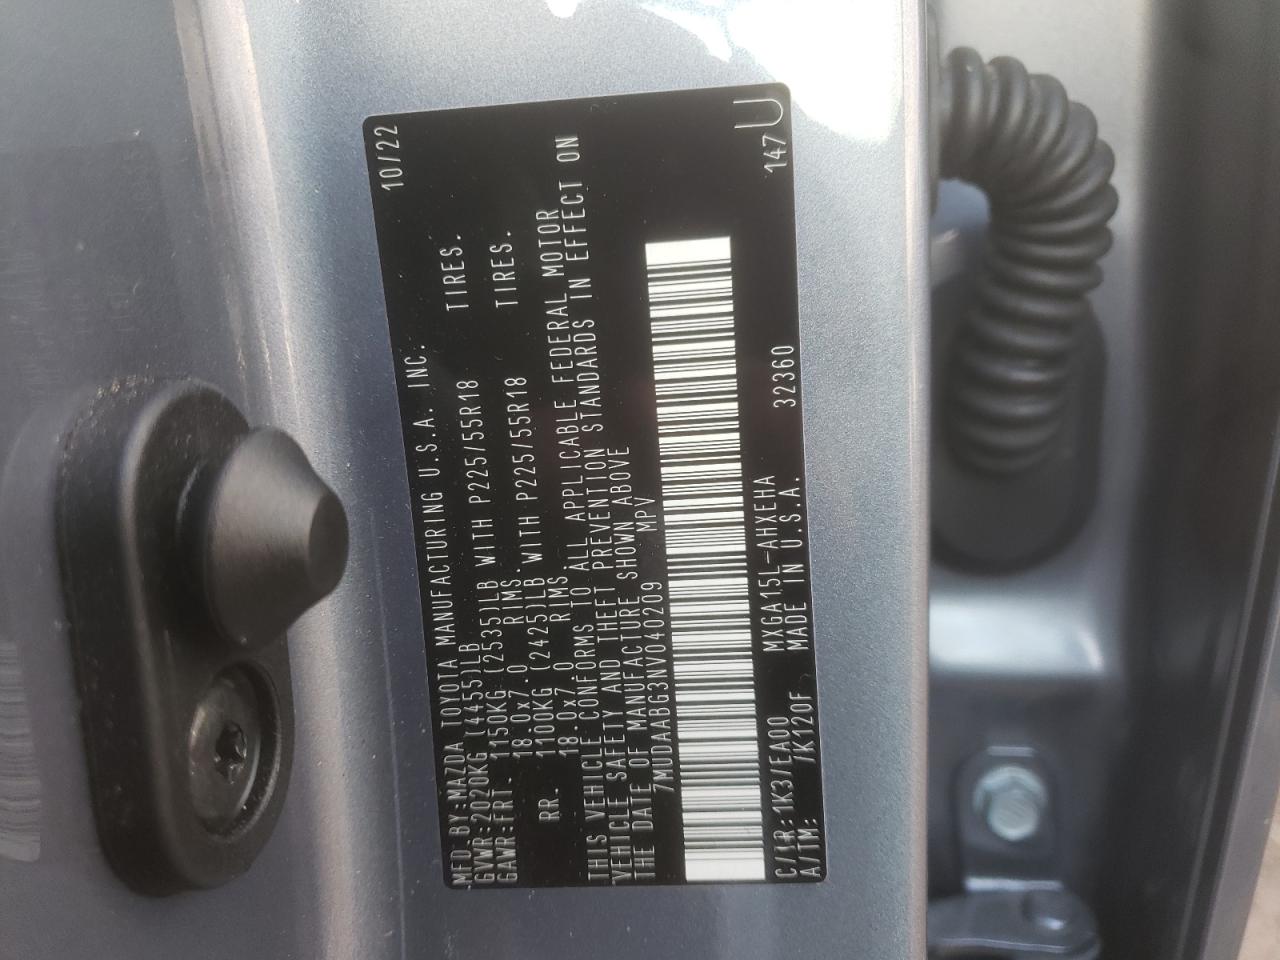 10/22
MFD.BY:MAZDA TOYOTA MANUFACTURING U.S.A. INC.
GVWR:2020KG (4455)LB
GAWR:FRT. 1150KG (2535)LB WITH P225/55R18 TIRES.
18.0x7.0 RIMS
RR. 1100KG (2425)LB WITH P225/55R18 TIRES.
18.0x7.0 RIMS
THIS VEHICLE CONFORMS TO ALL APPLICABLE FEDERAL MOTOR
VEHICLE SAFETY AND THEFT PREVENTION STANDARDS IN EFFECT ON
THE DATE OF MANUFACTURE SHOWN ABOVE
7MUDAABG3NV040209 MPV
C/TR:1K3/EA00 MXGA15L-AHXEHA 32360 147U
A/TM: /K120F MADE IN U.S.A.